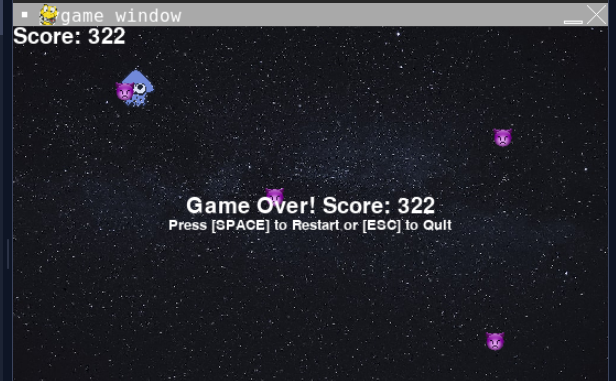 game window
Score: 322
Game Over! Score: 322
Press [SPACE] to Restart or [ESC] to Quit